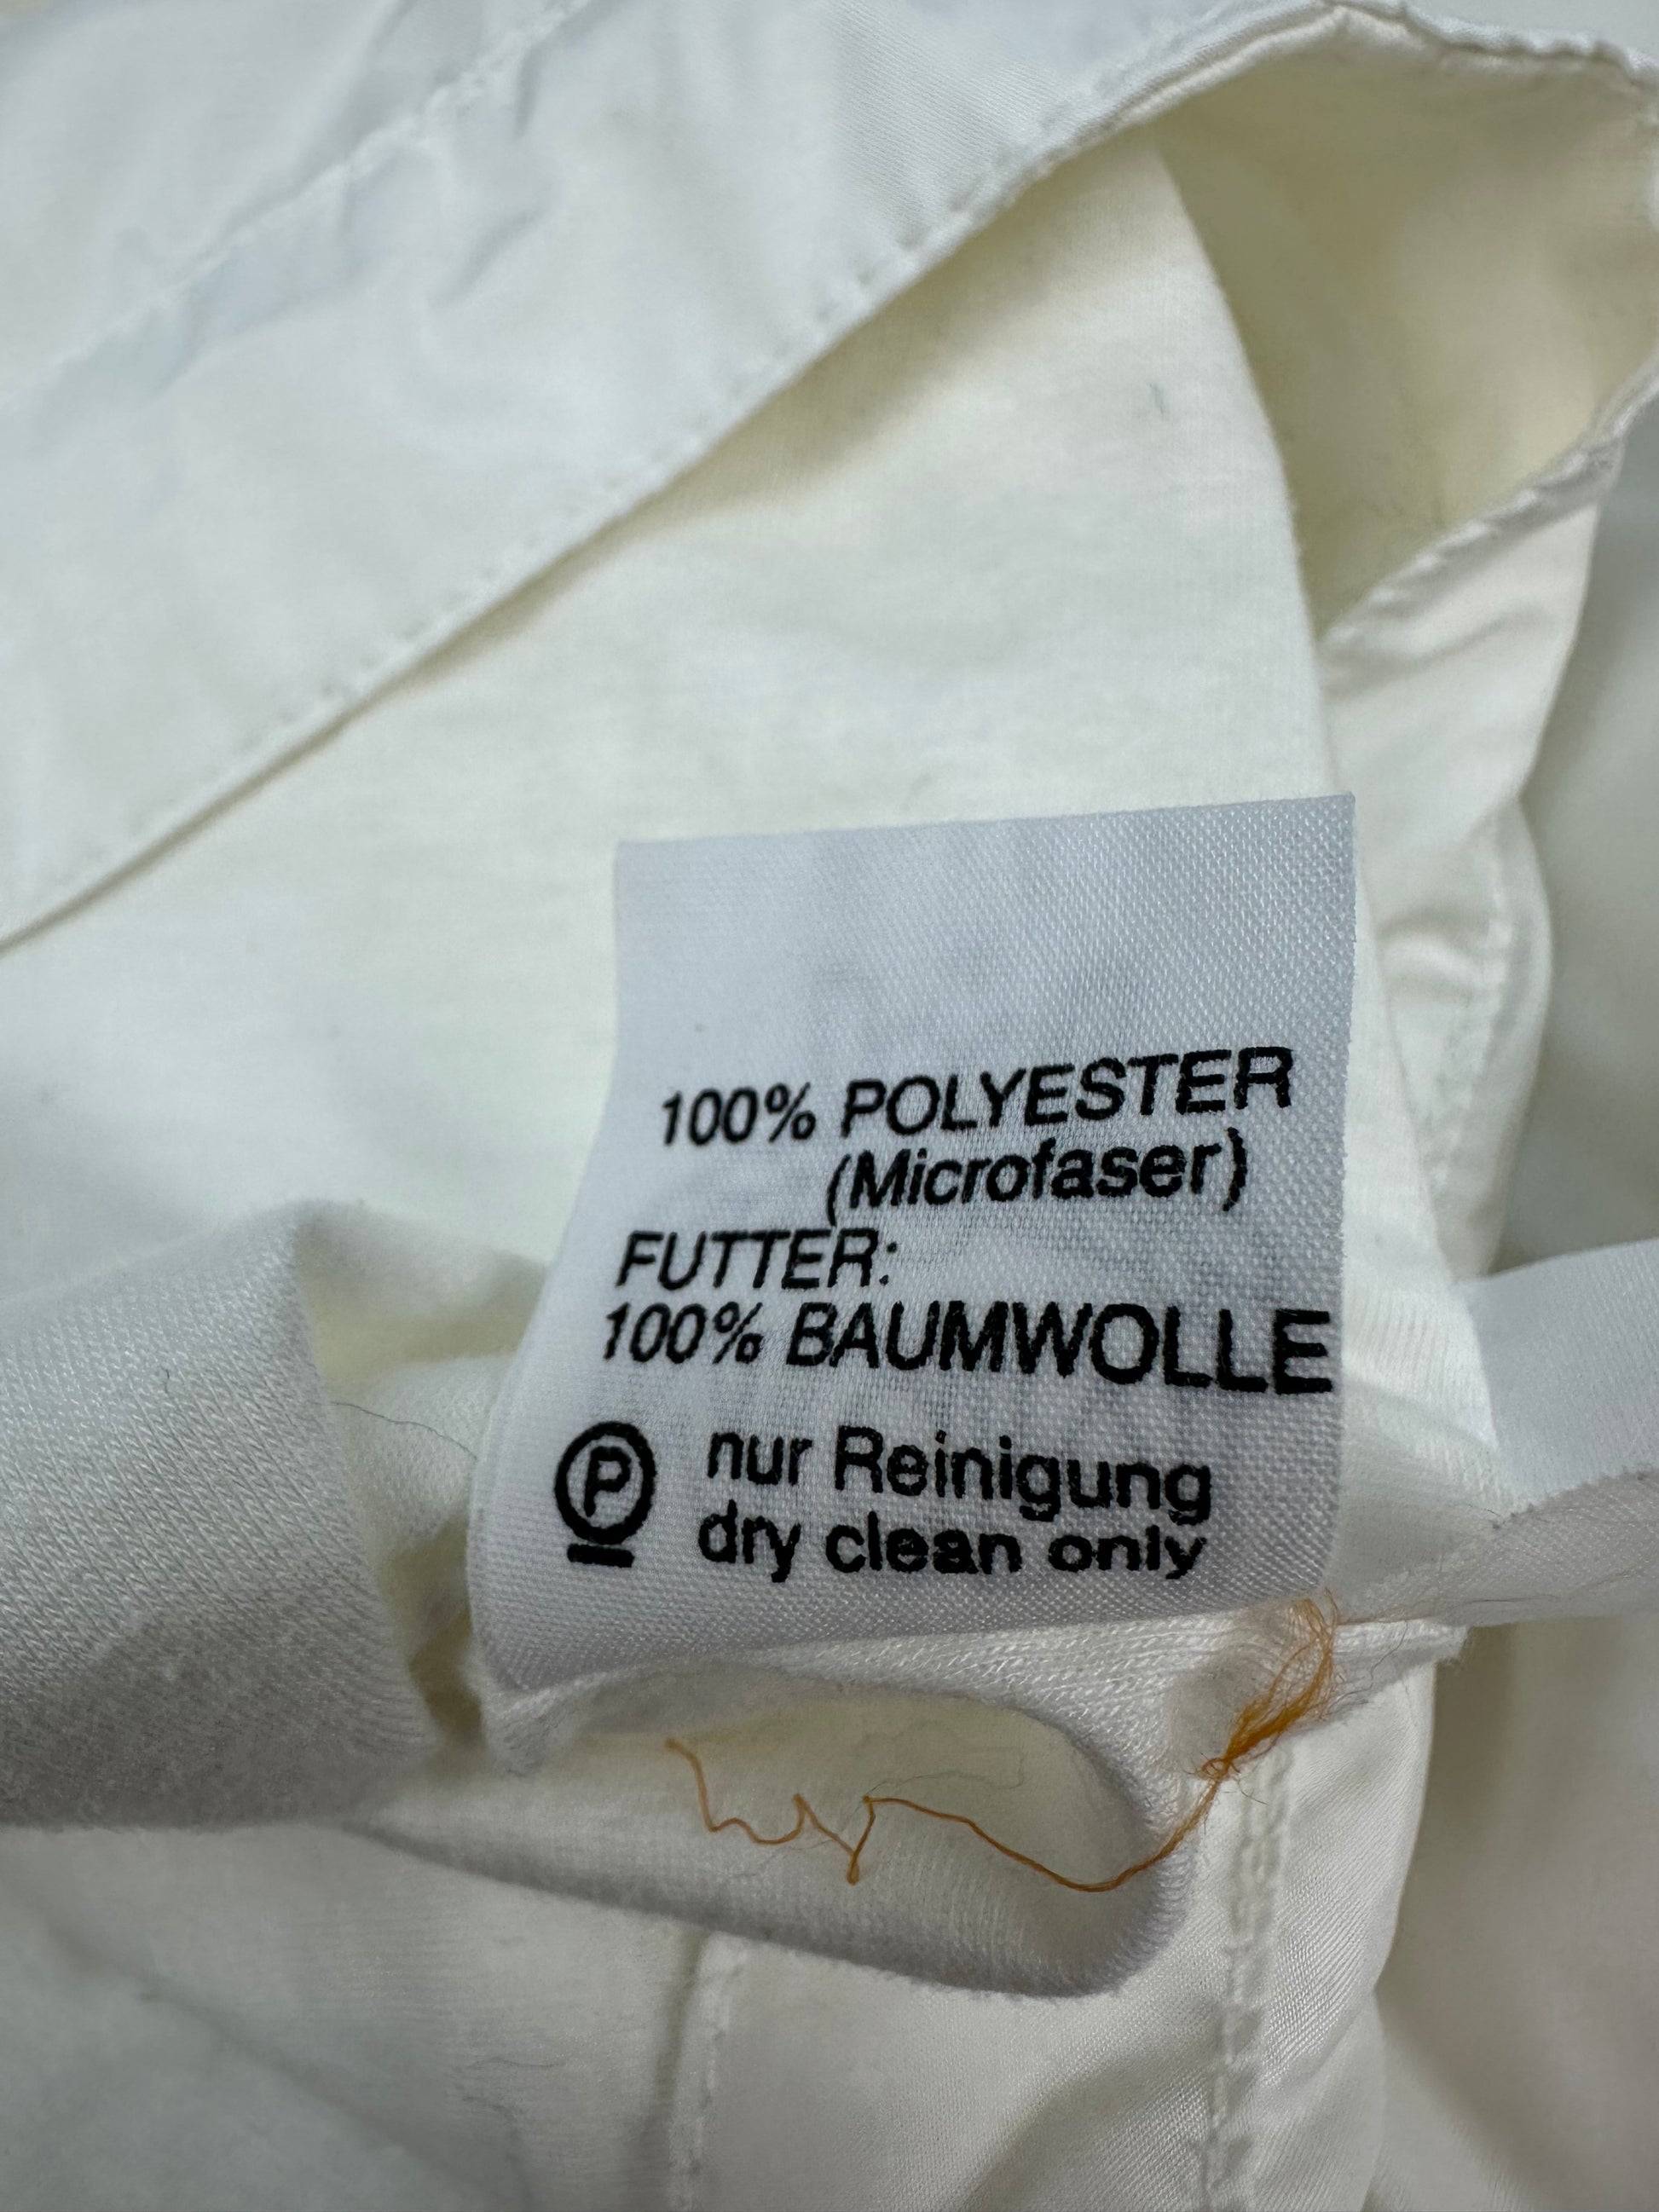 100% POLYESTER
(Microfaser)
FUTTER:
100% BAUMWOLLE
P nur Reinigung
dry clean only